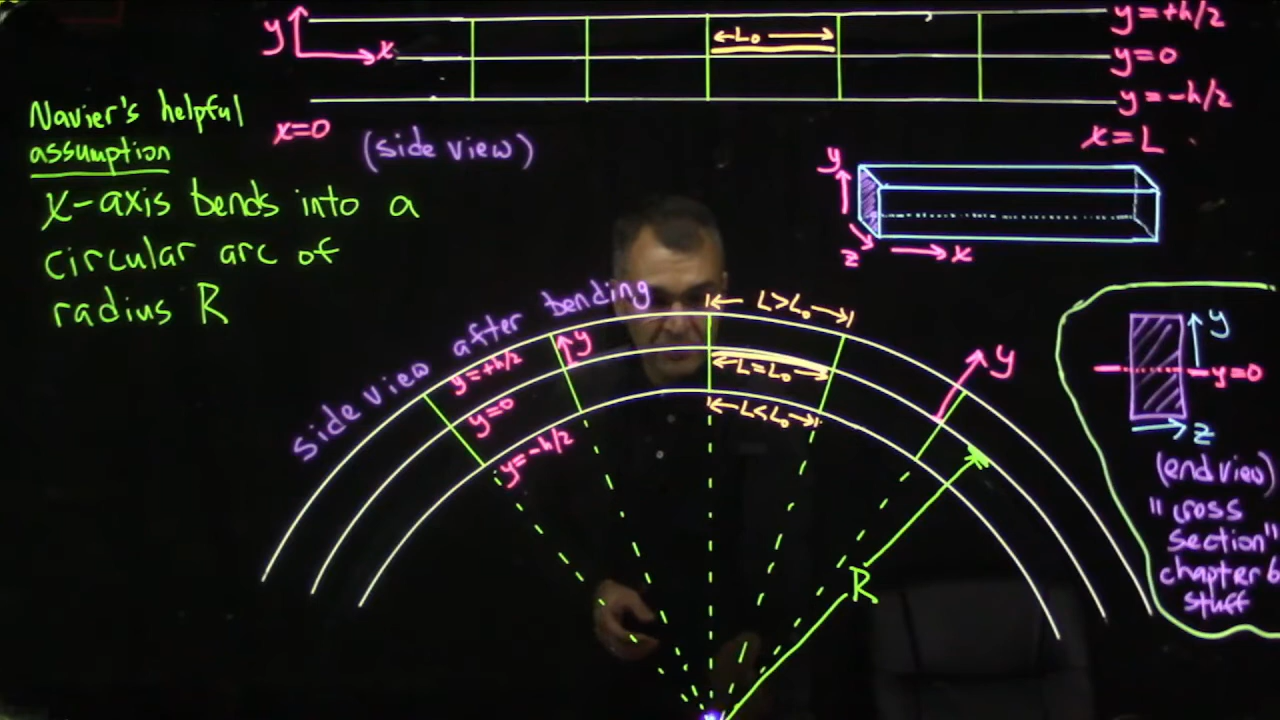 y
x
x=0
←L₀→
y=+h/2
y=0
y=-h/2
x=L
(side view)
Navier's helpful
assumption
x-axis bends into a
circular arc of
radius R
y
z
x
side view after bending
y=+h/2
y=0
y=-h/2
y
←L>L₀→
←L=L₀→
←L<L₀→
y
R
y
y=0
z
(end view)
"cross
section"
chapter 6
stuff